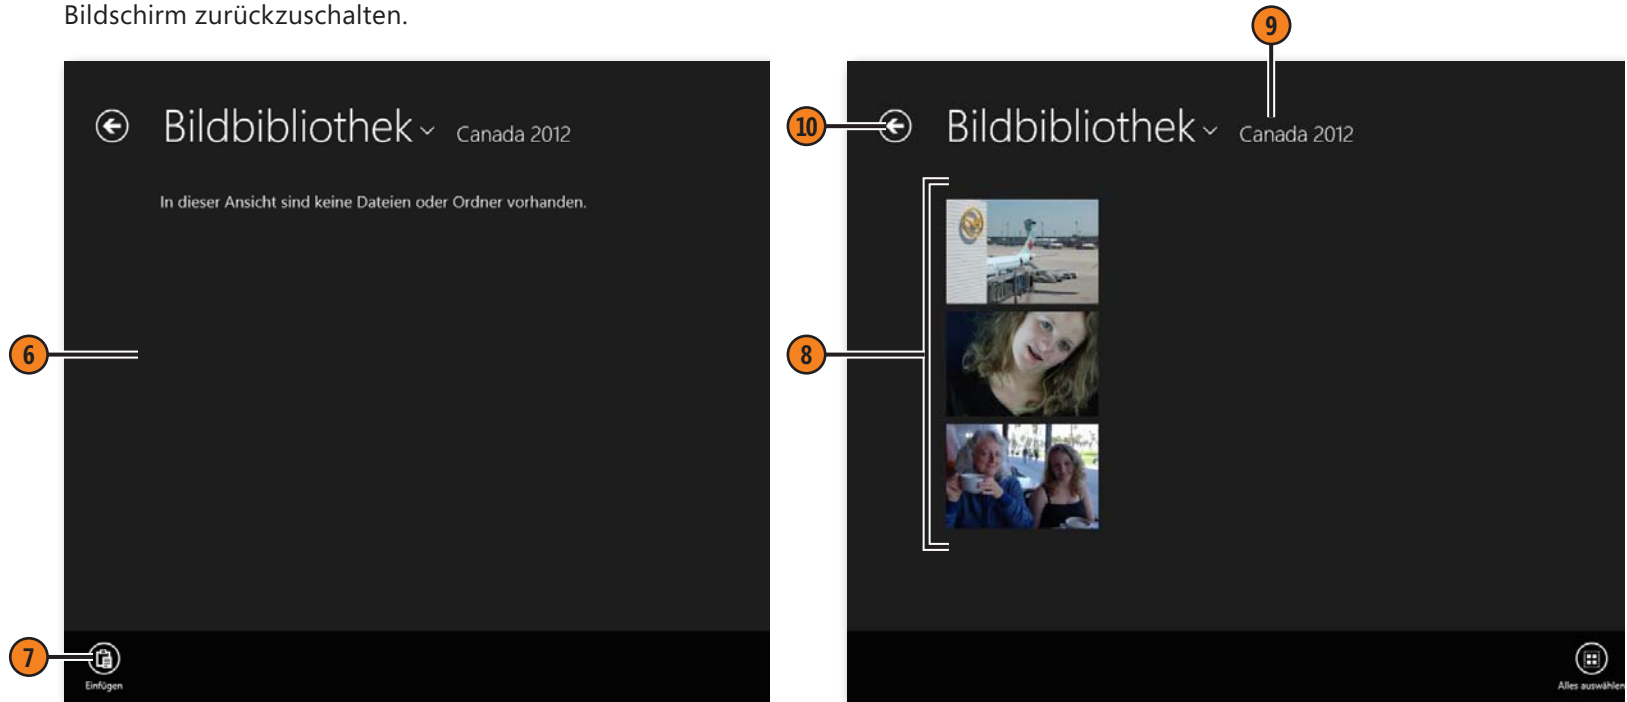 Bildschirm zurückzuschalten.
Bildbibliothek Canada 2012
In dieser Ansicht sind keine Dateien oder Ordner vorhanden.
6
7
Einfügen
9
10
Bildbibliothek Canada 2012
8
Alles auswählen